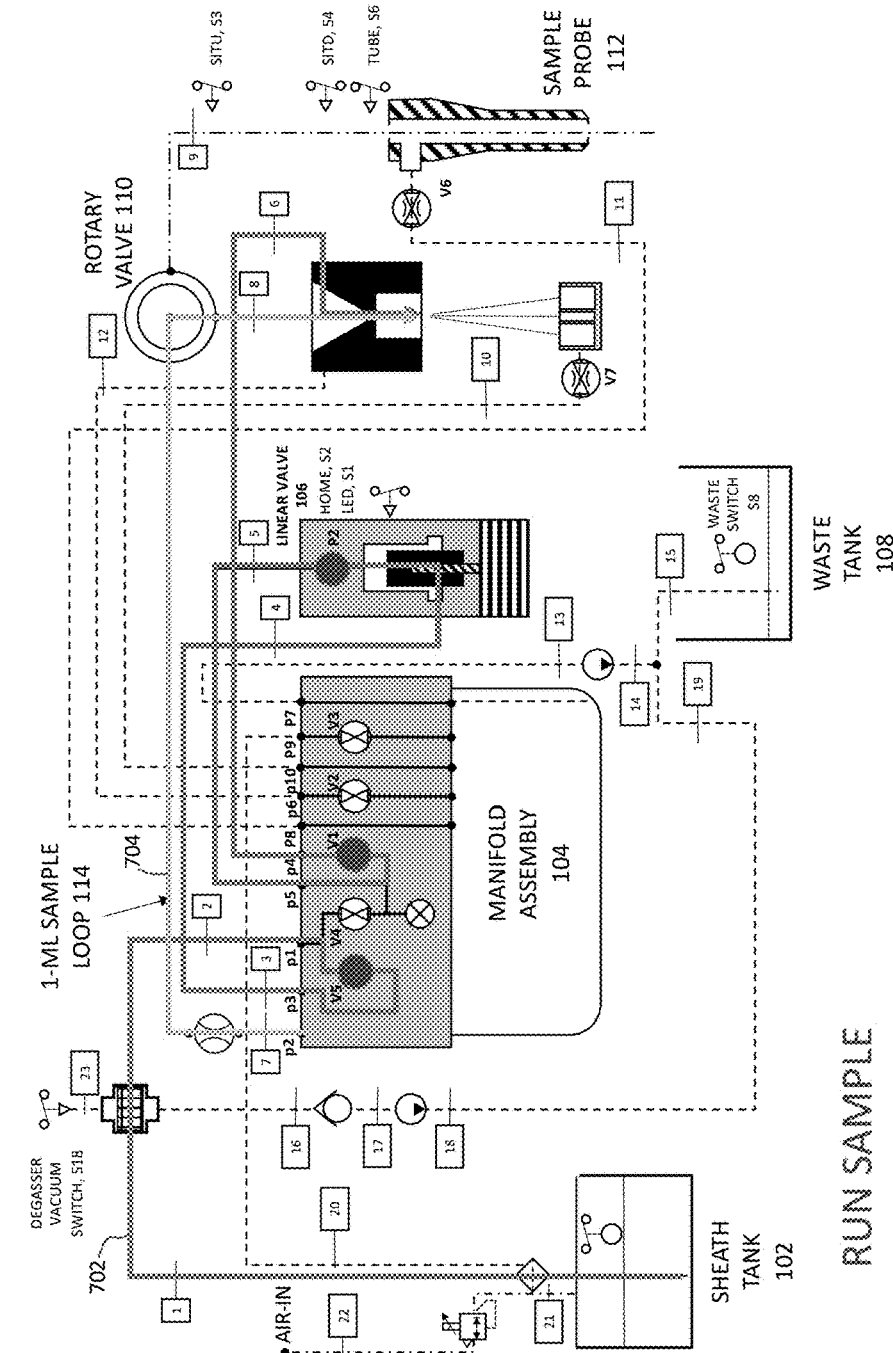 SITU, S3
SITD, S4
TUBE, S6
SAMPLE
PROBE
112
9
V6
ROTARY
VALVE 110
6
8
11
12
10
V7
LINEAR VALVE
106
HOME, S2
LED, S1
5
P2
4
WASTE
SWITCH
S8
15
WASTE
TANK
108
13
14
19
1-ML SAMPLE
LOOP 114
704
2
3
7
p2
p3
p1
p5
p4
P8
p6
p10
P9
P7
V5
V4
V1
V2
V3
MANIFOLD
ASSEMBLY
104
DEGASSER
VACUUM
SWITCH, S18
23
16
17
18
702
1
20
AIR-IN
22
21
SHEATH
TANK
102
RUN SAMPLE